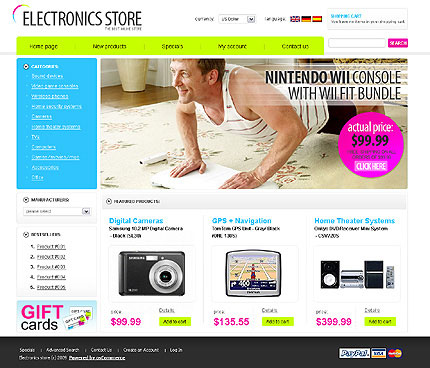 ELECTRONICS STORE
THE BEST ONLINE STORE
Currency: US Dollar Language:
SHOPPING CART:
You have no items in your shopping cart.
Home page New products Specials My account Contact us
SEARCH
CATEGORIES
Sound devices
Video game consoles
Wireless phones
Home security systems
Cameras
Home theater systems
TVs
Computers
Games / servers /
Accessories
Office
NINTENDO WII CONSOLE
WITH WII FIT BUNDLE
actual price:
$99.99
CLICK HERE!
MANUFACTURERS:
please select
BESTSELLERS:
1. Product #001
2. Product #002
3. Product #003
4. Product #004
5. Product #005
GIFT
cards
FEATURED PRODUCTS:
Digital Cameras
Samsung 10.2 MP Digital Camera
- Black (SL30)
SAMSUNG
price:
$99.99
Details
Add to cart
GPS + Navigation
TomTom GPS Unit - Gray Black
(ONE 130S)
price:
$135.55
Details
Add to cart
Home Theater Systems
Onkyo DVD/Receiver Mini System
- CSV720S
price:
$399.99
Details
Add to cart
Specials | Advanced Search | Contact Us | Create an Account | Log In
Electronics store (c) 2009 Powered by osCommerce
PayPal VISA